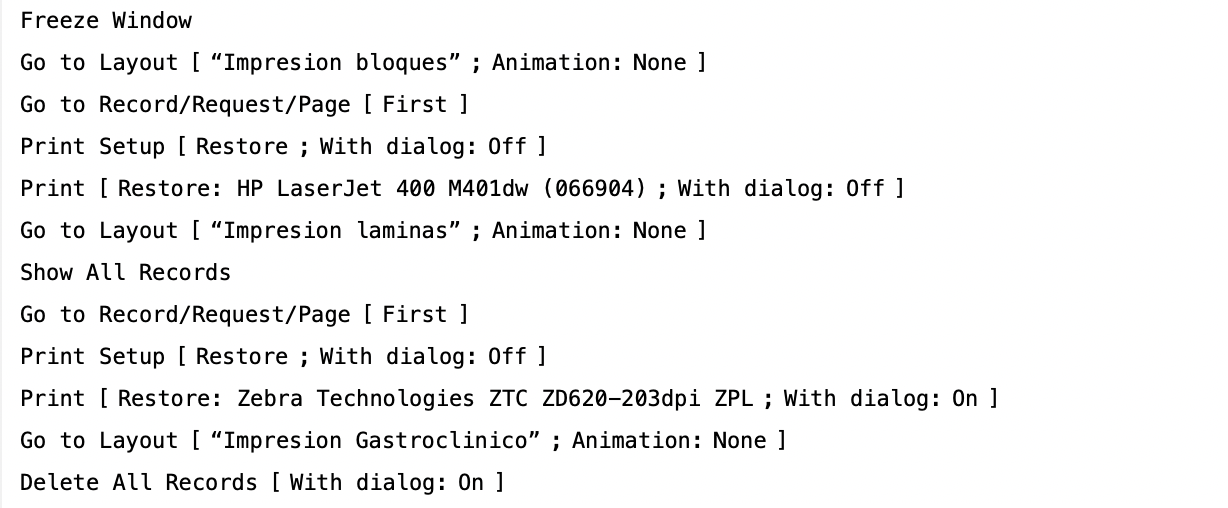 Freeze Window
Go to Layout [ “Impresion bloques” ; Animation: None ]
Go to Record/Request/Page [ First ]
Print Setup [ Restore ; With dialog: Off ]
Print [ Restore: HP LaserJet 400 M401dw (066904) ; With dialog: Off ]
Go to Layout [ “Impresion laminas” ; Animation: None ]
Show All Records
Go to Record/Request/Page [ First ]
Print Setup [ Restore ; With dialog: Off ]
Print [ Restore: Zebra Technologies ZTC ZD620-203dpi ZPL ; With dialog: On ]
Go to Layout [ “Impresion Gastroclinico” ; Animation: None ]
Delete All Records [ With dialog: On ]